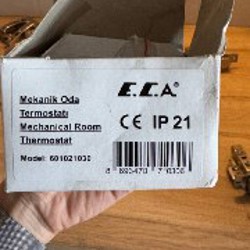 E.C.A®
Mekanik Oda
Termostatı
Mechanical Room
Thermostat
CE IP 21
Model: 601021030